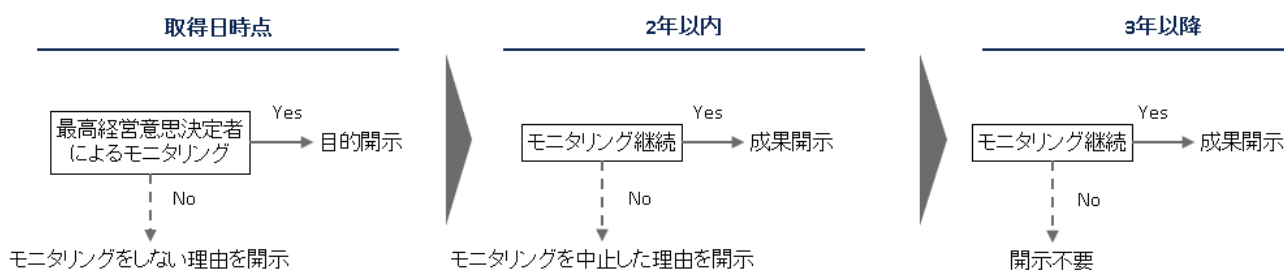 取得日時点
2年以内
3年以降
最高経営意思決定者
によるモニタリング
Yes
目的開示
No
モニタリングをしない理由を開示
モニタリング継続
Yes
成果開示
No
モニタリングを中止した理由を開示
モニタリング継続
Yes
成果開示
No
開示不要